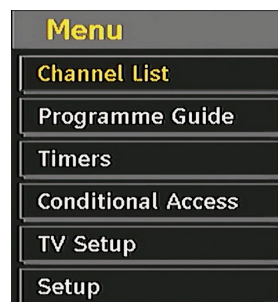 Menu
Channel List
Programme Guide
Timers
Conditional Access
TV Setup
Setup